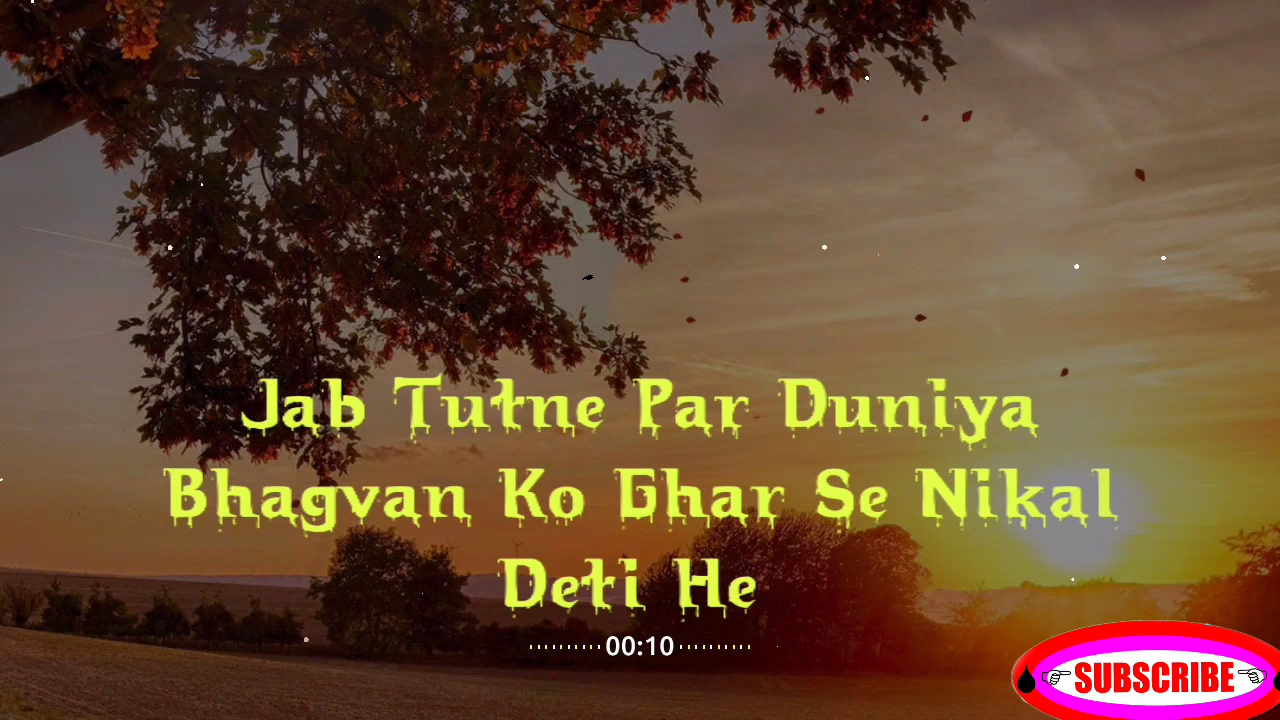 Jab Tutne Par Duniya
Bhagvan Ko Ghar Se Nikal
Deti He
00:10
SUBSCRIBE